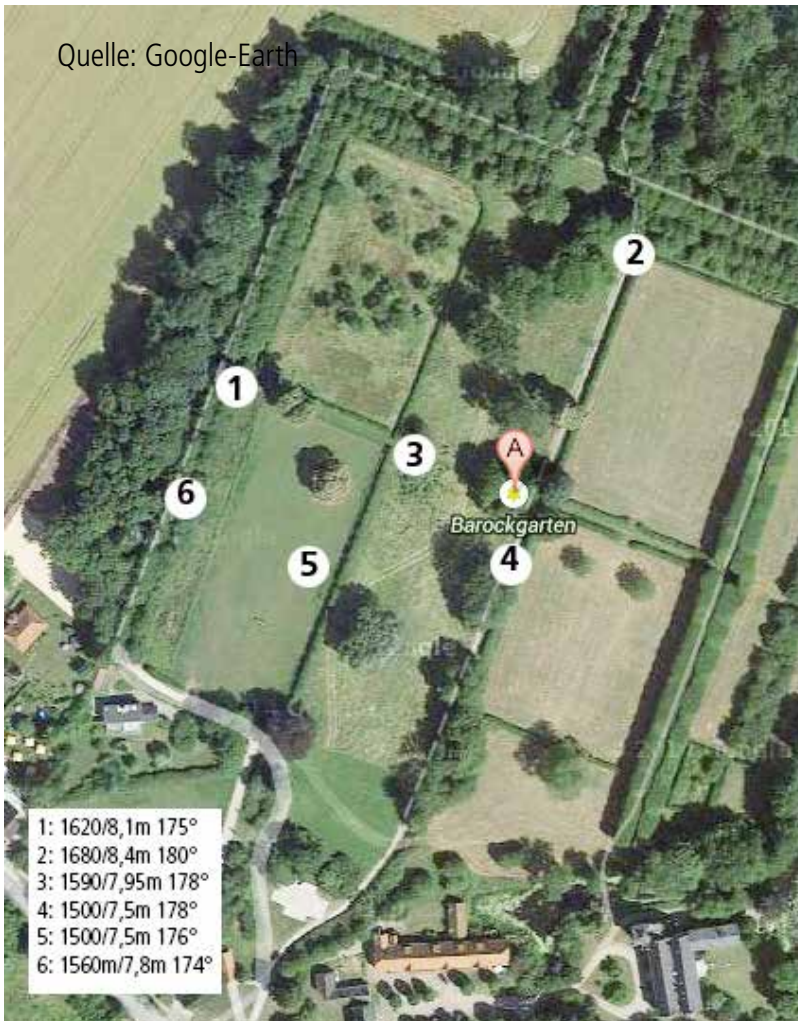 Quelle: Google-Earth
2
1
3
A
6
Barockgarten
5
4
1: 1620/8,1m 175°
2: 1680/8,4m 180°
3: 1590/7,95m 178°
4: 1500/7,5m 178°
5: 1500/7,5m 176°
6: 1560m/7,8m 174°